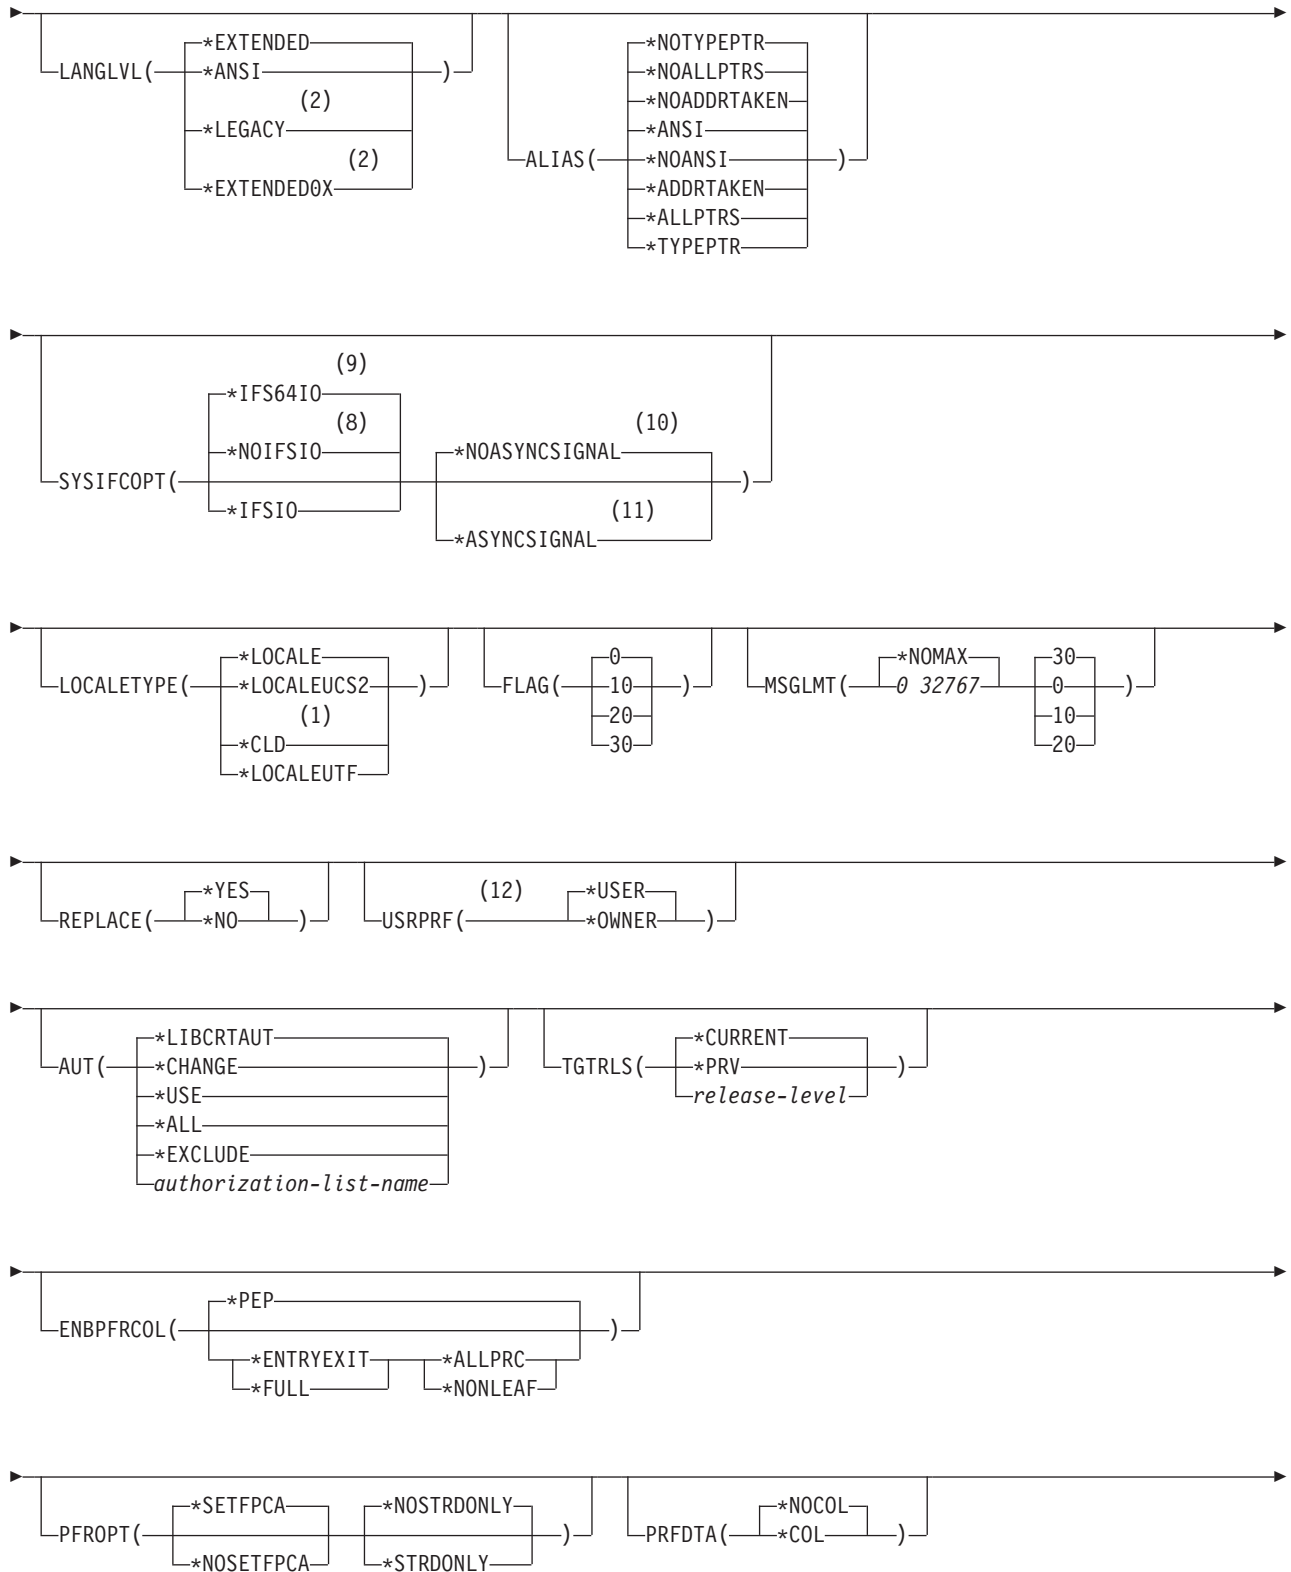 *EXTENDED
LANGLVL( *ANSI )
(2)
*LEGACY
(2)
*EXTENDED0X
*NOTYPEPTR
*NOALLPTRS
*NOADDRTAKEN
*ANSI
ALIAS( *NOANSI )
*ADDRTAKEN
*ALLPTRS
*TYPEPTR
(9)
*IFS64IO
(8) (10)
*NOIFSIO *NOASYNCSIGNAL
SYSIFCOPT( )
*IFSIO (11)
*ASYNCSIGNAL
*LOCALE
LOCALETYPE( *LOCALEUCS2 )
(1)
*CLD
*LOCALEUTF
0
FLAG( 10 )
20
30
*NOMAX 30
MSGLMT( 0 32767 0 )
10
20
*YES
REPLACE( *NO )
(12) *USER
USRPRF( *OWNER )
*LIBCRTAUT
AUT( *CHANGE )
*USE
*ALL
*EXCLUDE
authorization-list-name
*CURRENT
TGTRLS( *PRV )
release-level
*PEP
ENBPFRCOL( )
*ENTRYEXIT *ALLPRC
*FULL *NONLEAF
*SETFPCA *NOSTRDONLY
PFROPT( )
*NOSETFPCA *STRDONLY
*NOCOL
PRFDTA( *COL )